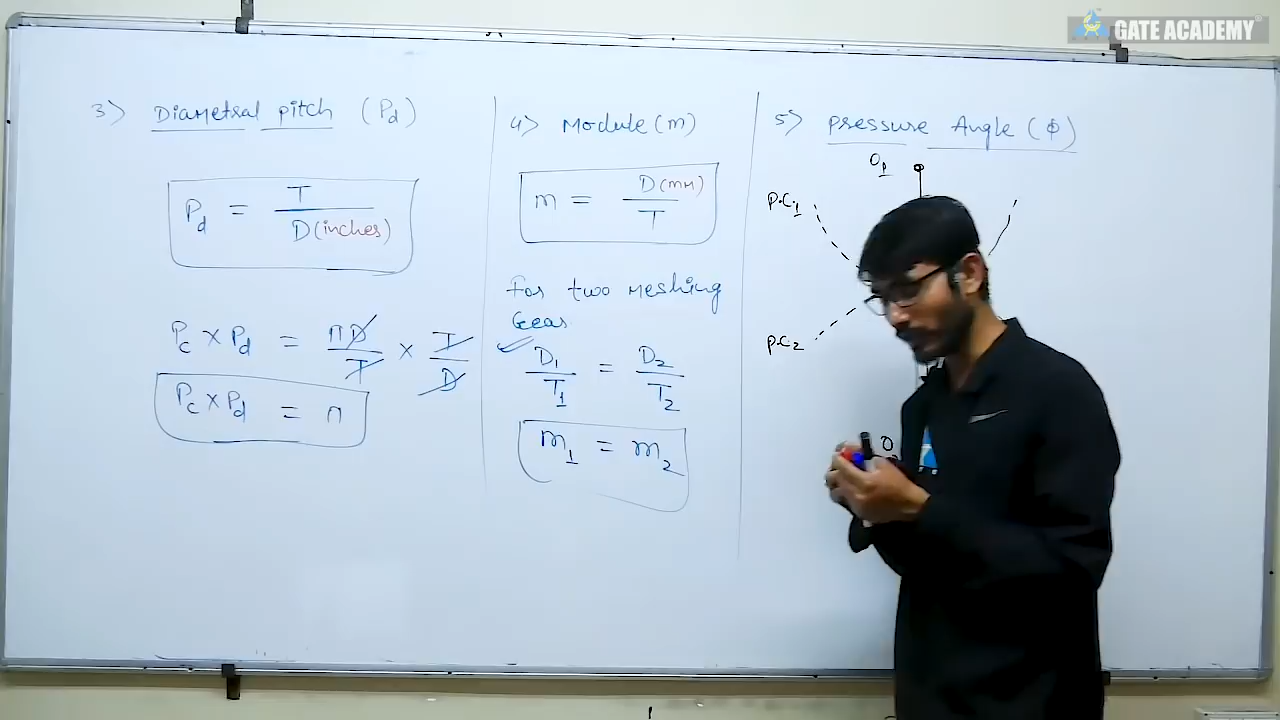 GATE ACADEMY
3> Diametral pitch (Pd)
Pd = T / D(inches)
Pc × Pd = πD / T × T / D
Pc × Pd = π
4> Module (m)
m = D(mm) / T
for two meshing
Gear
D1 / T1 = D2 / T2
m1 = m2
5> Pressure Angle (Φ)
O1
P.C1
P.C2
O